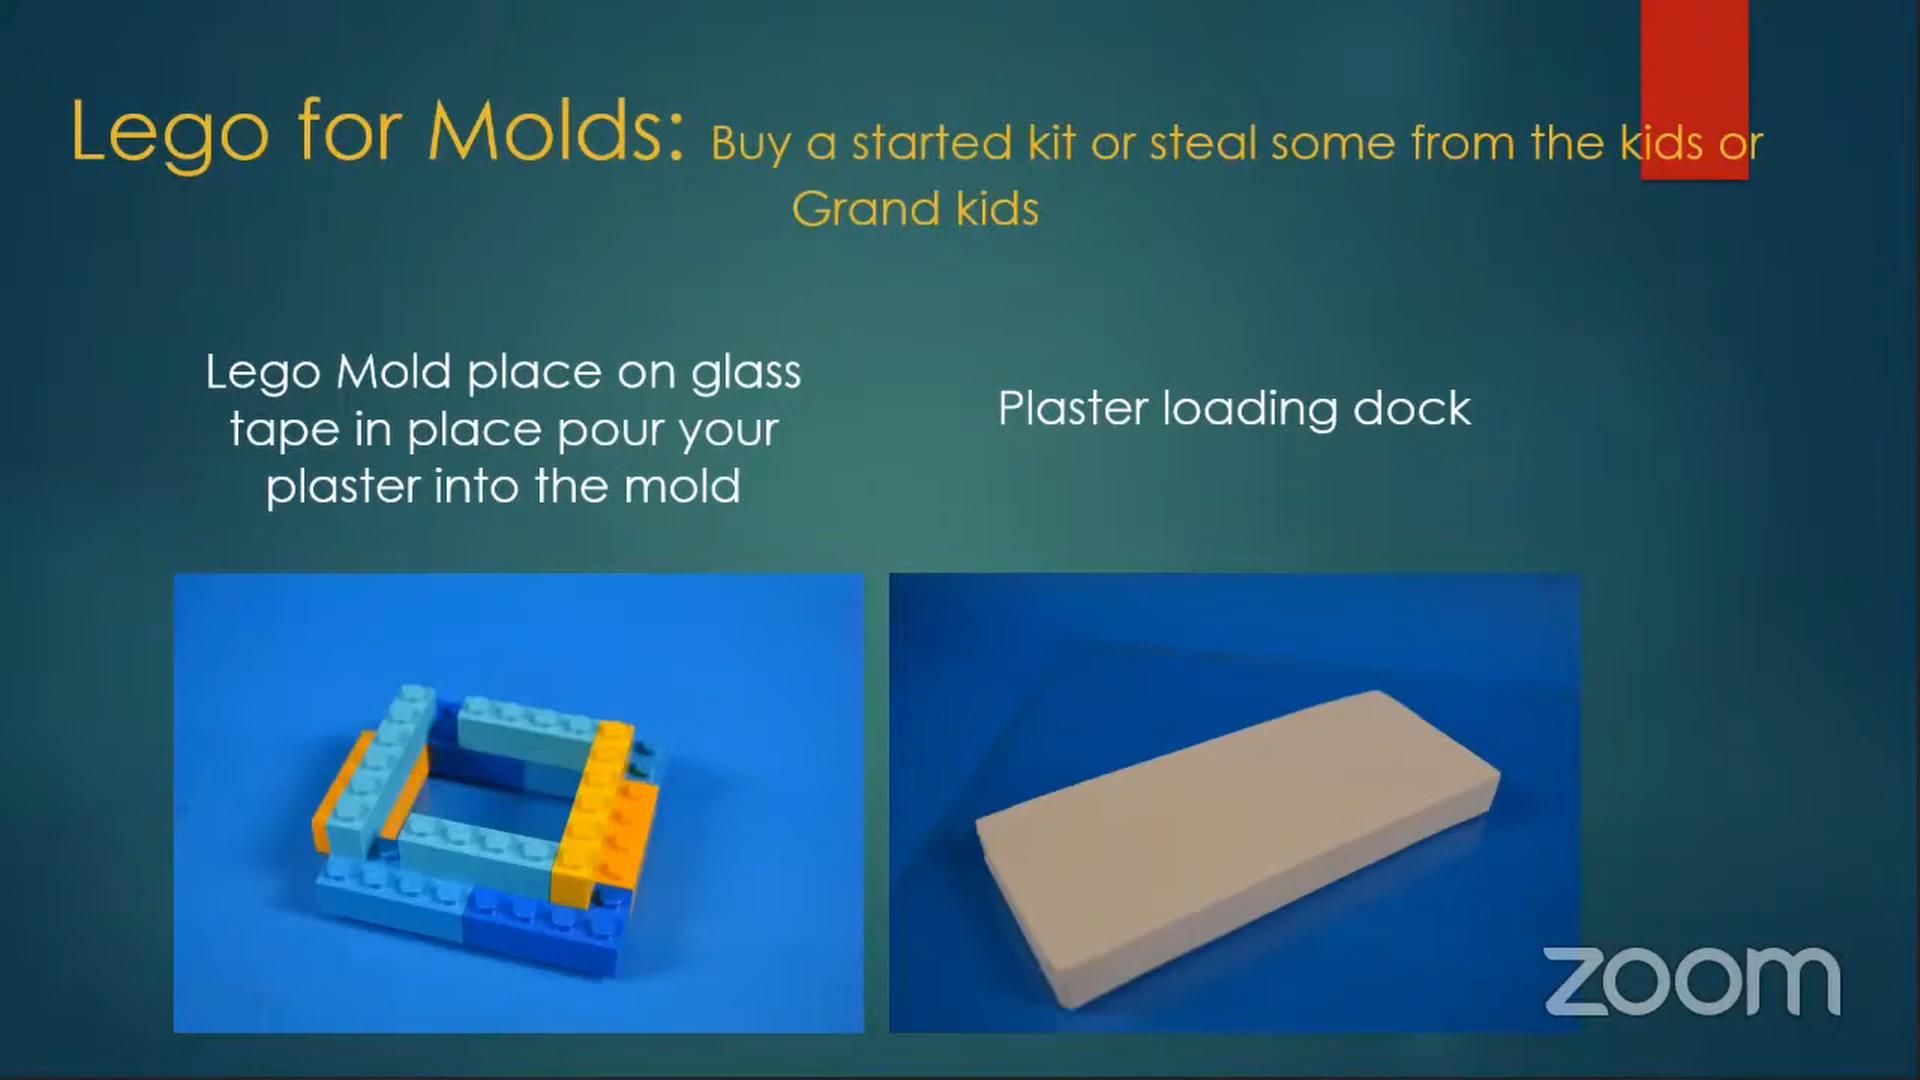 Lego for Molds: Buy a started kit or steal some from the kids or
Grand kids
Lego Mold place on glass
tape in place pour your
plaster into the mold
Plaster loading dock
zoom